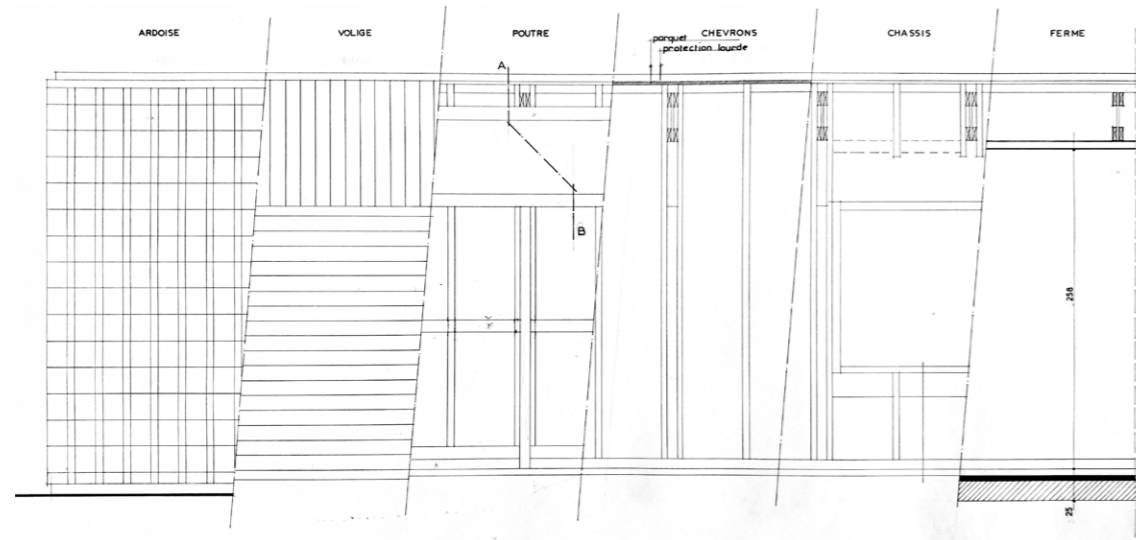 ARDOISE
VOLIGE
POUTRE
CHEVRONS
CHASSIS
FERME
parquet
protection lourde
A
B
258
25